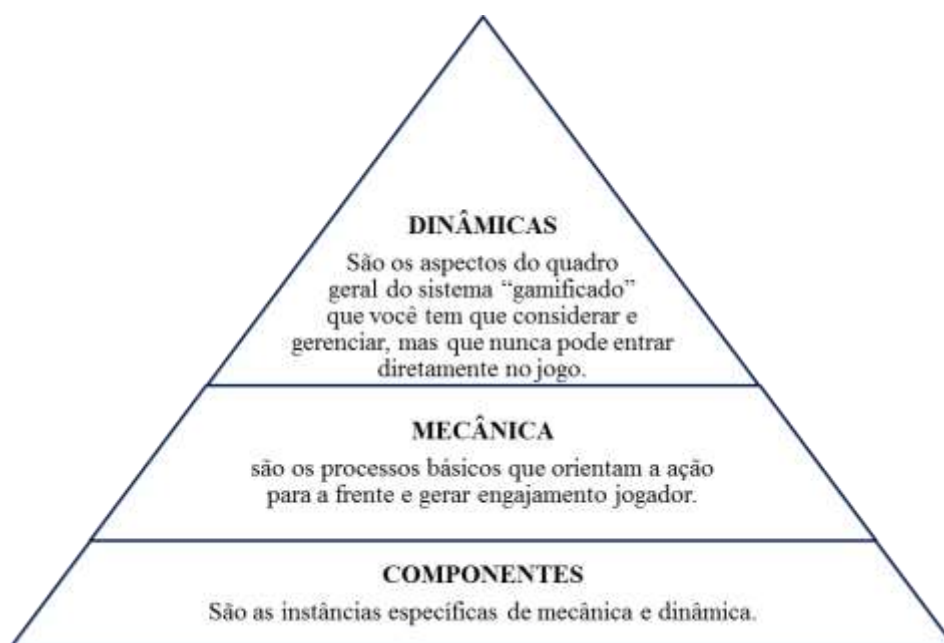 DINÂMICAS
São os aspectos do quadro
geral do sistema “gamificado”
que você tem que considerar e
gerenciar, mas que nunca pode entrar
diretamente no jogo.
MECÂNICA
são os processos básicos que orientam a ação
para a frente e gerar engajamento jogador.
COMPONENTES
São as instâncias específicas de mecânica e dinâmica.